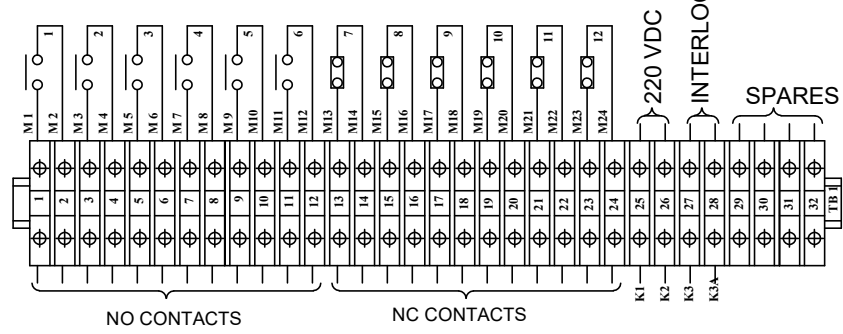 1 2 3 4 5 6 7 8 9 10 11 12
220 VDC
SPARES
M1 M2 M3 M4 M5 M6 M7 M8 M9 M10 M11 M12 M13 M14 M15 M16 M17 M18 M19 M20 M21 M22 M23 M24
1 2 3 4 5 6 7 8 9 10 11 12 13 14 15 16 17 18 19 20 21 22 23 24 25 26 27 28 29 30 31 32 TB1
K1 K2 K3 K3A
NO CONTACTS
NC CONTACTS